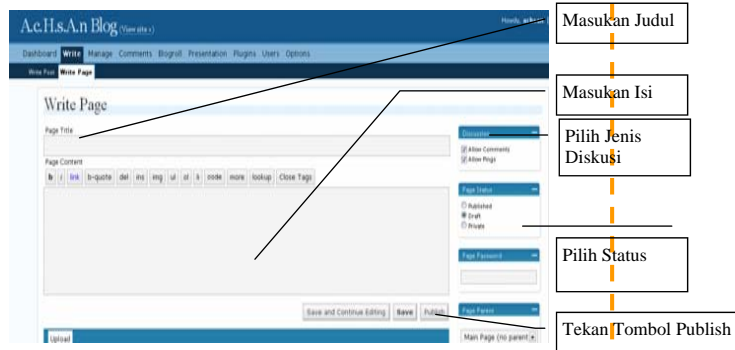 A.c.H.s.A.n Blog (View site »)
Howdy,
Dashboard Write Manage Comments Blogroll Presentation Plugins Users Options
Write Post Write Page
Write Page
Page Title
Page Content
b i link b-quote del ins img ul ol li code more lookup Close Tags
Save and Continue Editing Save Publish
Upload
Discussion
Allow Comments
Allow Pings
Page Status
Published
Draft
Private
Page Password
Page Parent
Main Page (no parent)
Masukan Judul
Masukan Isi
Pilih Jenis
Diskusi
Pilih Status
Tekan Tombol Publish